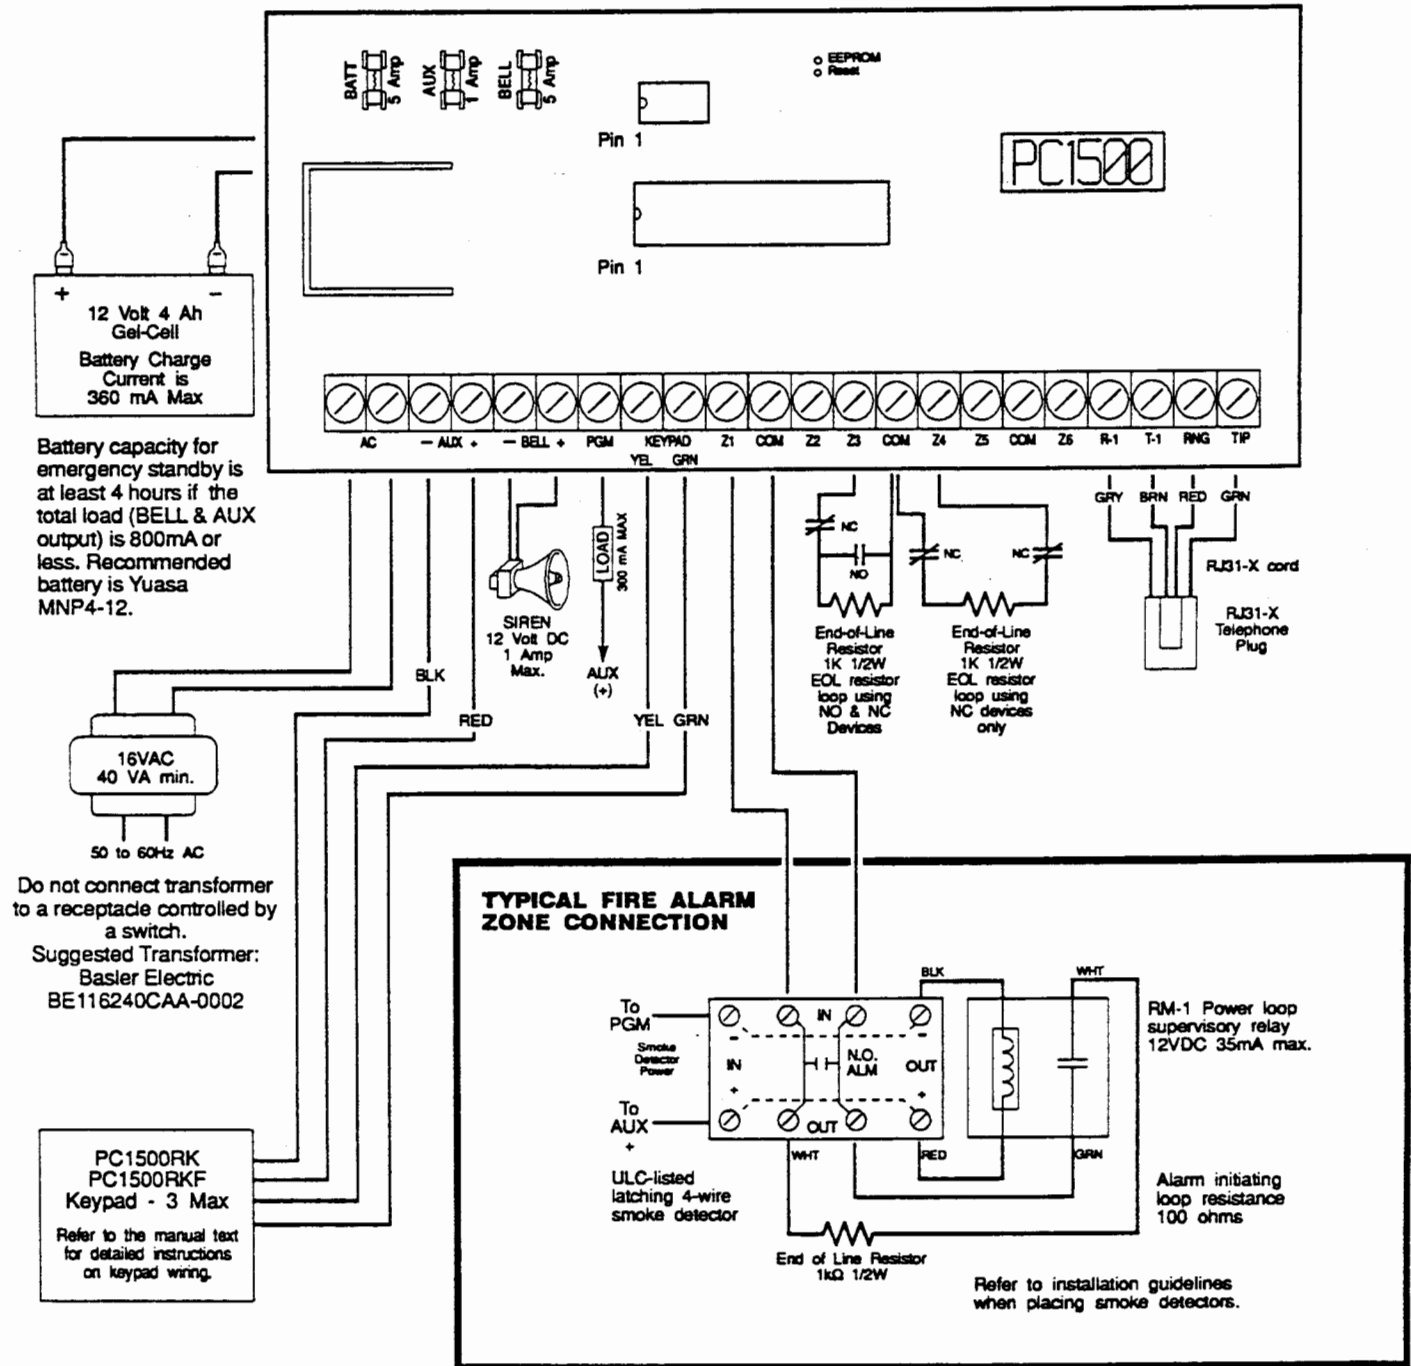 BATT
5 Amp
AUX
1 Amp
BELL
5 Amp
EEPROM
Reset
Pin 1
PC1500
Pin 1
+ −
12 Volt 4 Ah
Gel-Cell
Battery Charge
Current is
360 mA Max
AC − AUX + − BELL + PGM KEYPAD Z1 COM Z2 Z3 COM Z4 Z5 COM Z6 R-1 T-1 RNG TIP
YEL GRN
Battery capacity for
emergency standby is
at least 4 hours if the
total load (BELL & AUX
output) is 800mA or
less. Recommended
battery is Yuasa
MNP4-12.
SIREN
12 Volt DC
1 Amp
Max.
LOAD
300 mA MAX
AUX
(+)
NC
NO
NC
NC
End-of-Line
Resistor
1K 1/2W
EOL resistor
loop using
NO & NC
Devices
End-of-Line
Resistor
1K 1/2W
EOL resistor
loop using
NC devices
only
GRY BRN RED GRN
RJ31-X cord
RJ31-X
Telephone
Plug
BLK
RED
YEL GRN
16VAC
40 VA min.
50 to 60Hz AC
Do not connect transformer
to a receptacle controlled by
a switch.
Suggested Transformer:
Basler Electric
BE116240CAA-0002
PC1500RK
PC1500RKF
Keypad - 3 Max
Refer to the manual text
for detailed instructions
on keypad wiring.
TYPICAL FIRE ALARM
ZONE CONNECTION
To
PGM
Smoke
Detector
Power
To
AUX
+
IN
−
IN
+
N.O.
ALM
−
OUT
+
OUT
BLK
WHT
WHT
RED
GRN
RM-1 Power loop
supervisory relay
12VDC 35mA max.
ULC-listed
latching 4-wire
smoke detector
Alarm initiating
loop resistance
100 ohms
End of Line Resistor
1kΩ 1/2W
Refer to installation guidelines
when placing smoke detectors.